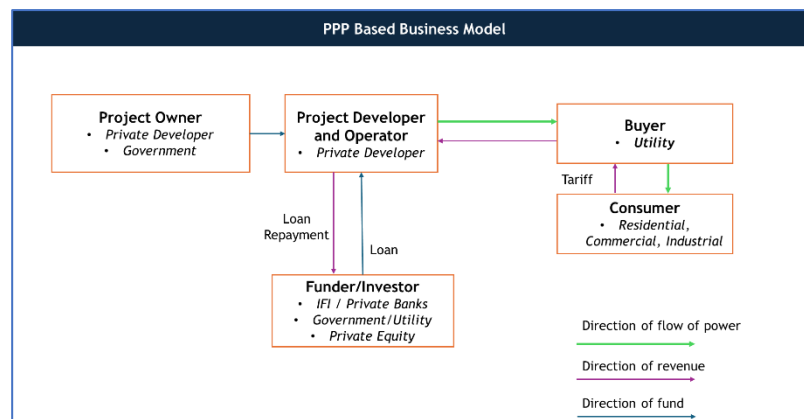 PPP Based Business Model
Project Owner
• Private Developer
• Government
Project Developer
and Operator
• Private Developer
Buyer
• Utility
Tariff
Consumer
• Residential,
Commercial, Industrial
Loan
Repayment
Loan
Funder/Investor
• IFI / Private Banks
• Government/Utility
• Private Equity
Direction of flow of power
Direction of revenue
Direction of fund